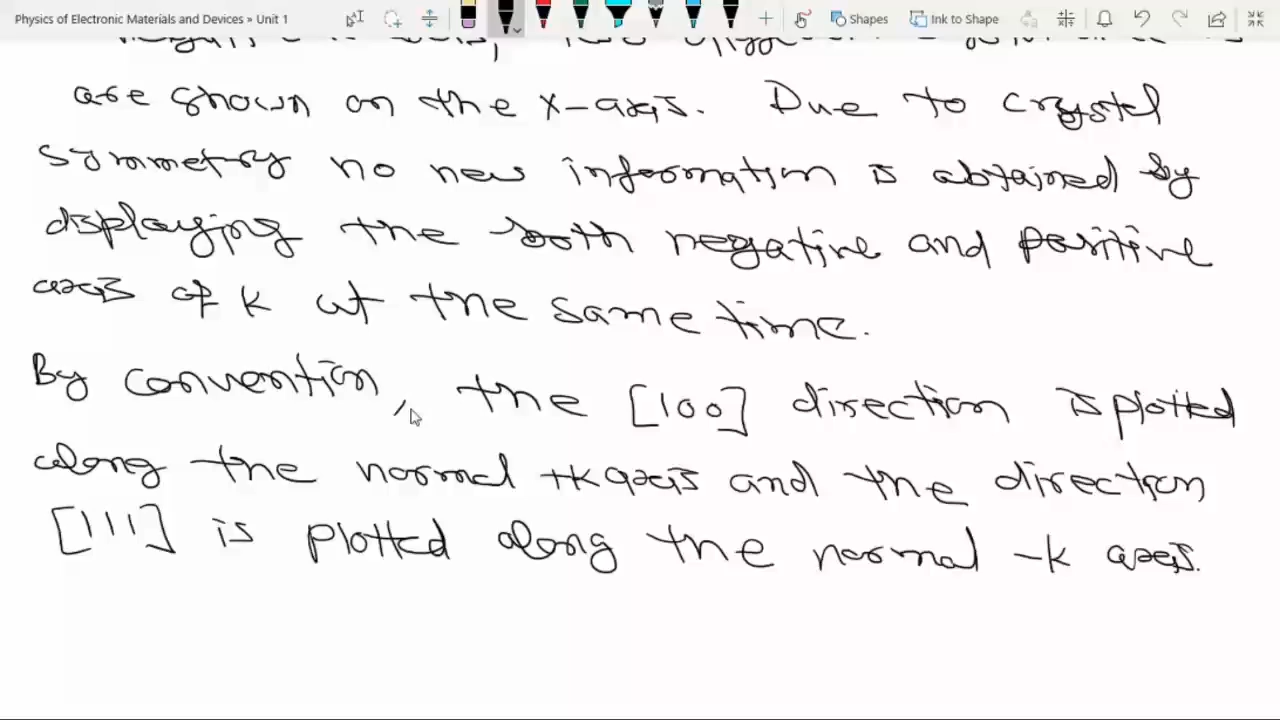 Physics of Electronic Materials and Devices » Unit 1
Shapes
Ink to Shape
are shown on the x-axis. Due to crystal
symmetry no new information is obtained by
displaying the both negative and positive
axis of k at the same time.
By convention, the [100] direction is plotted
along the normal +k axis and the direction
[111] is plotted along the normal -k axis.